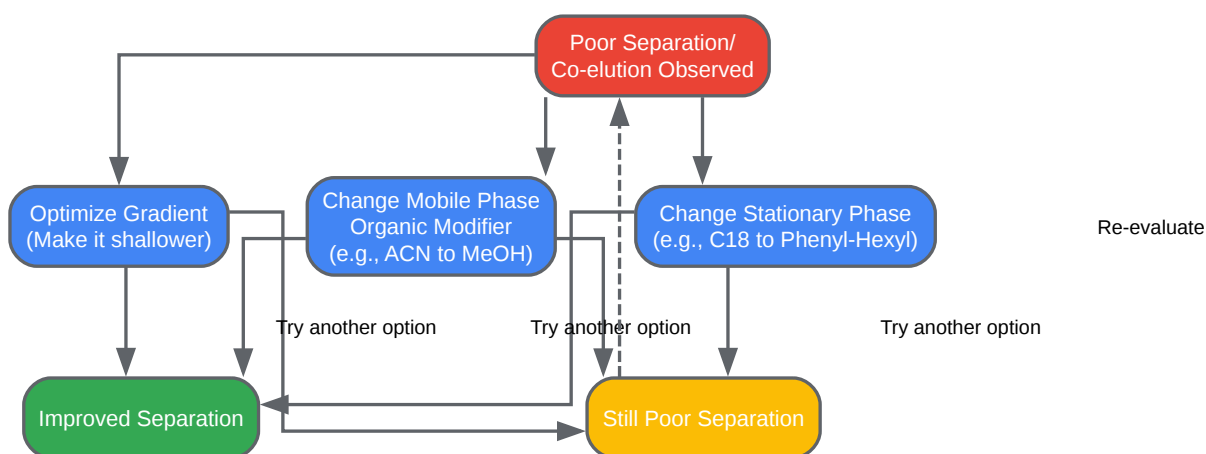 Poor Separation/
Co-elution Observed
Optimize Gradient
(Make it shallower)
Change Mobile Phase
Organic Modifier
(e.g., ACN to MeOH)
Change Stationary Phase
(e.g., C18 to Phenyl-Hexyl)
Re-evaluate
Try another option
Try another option
Try another option
Improved Separation
Still Poor Separation